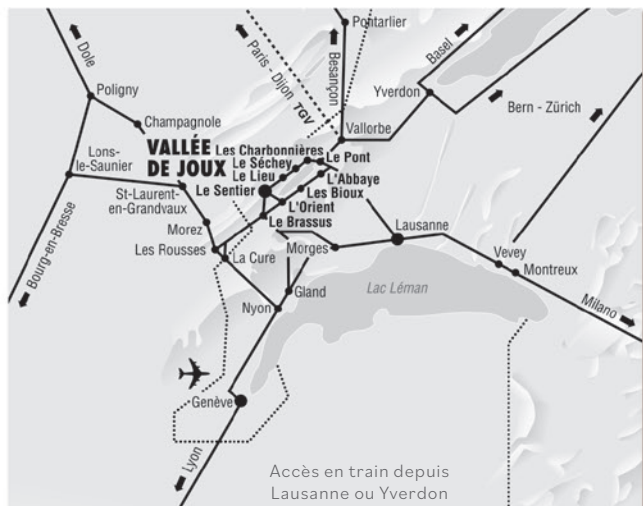 Pontarlier
Dole
Paris - Dijon TGV
Besançon
Basel
Poligny
Yverdon
Bern - Zürich
Champagnole
Vallorbe
VALLÉE
DE JOUX
Les Charbonnières
Le Pont
Lons-
le-Saunier
Le Séchey
Le Lieu
L'Abbaye
St-Laurent-
en-Grandvaux
Le Sentier
Les Bioux
L'Orient
Le Brassus
Lausanne
Morez
Bourg-en-Bresse
Les Rousses
La Cure
Morges
Vevey
Montreux
Gland
Lac Léman
Nyon
Milano
Genève
Lyon
Accès en train depuis
Lausanne ou Yverdon